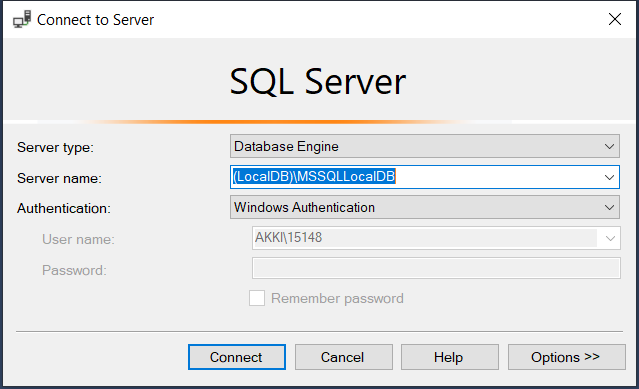 Connect to Server
SQL Server
Server type: Database Engine
Server name: (LocalDB)\MSSQLLocalDB
Authentication: Windows Authentication
User name: AKKI\15148
Password:
Remember password
Connect Cancel Help Options >>